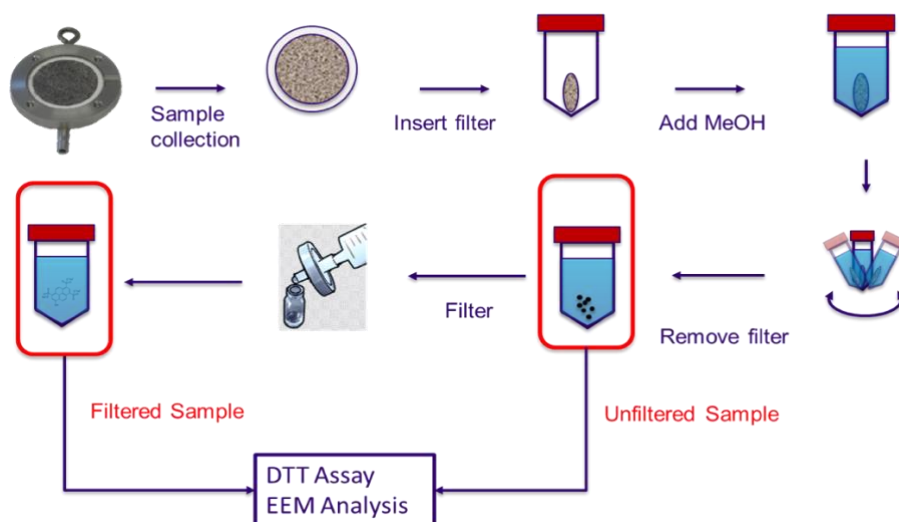 Sample
collection
Insert filter
Add MeOH
Remove filter
Filter
Unfiltered Sample
Filtered Sample
DTT Assay
EEM Analysis